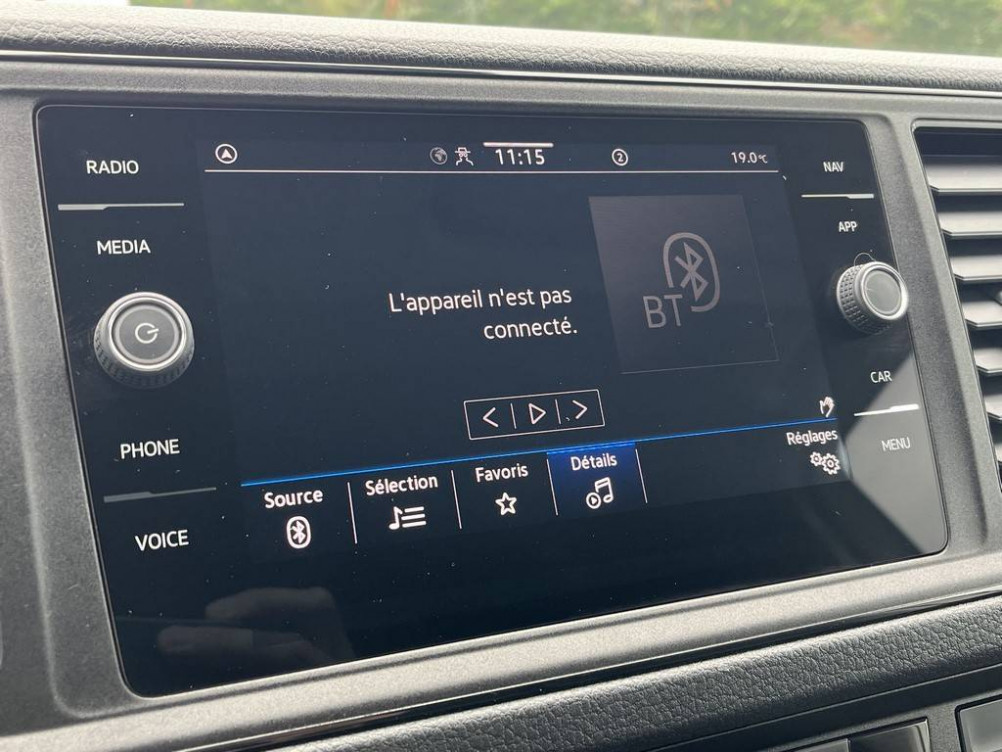 RADIO
11:15
2
19.0°C
NAV
MEDIA
APP
L'appareil n'est pas
connecté.
BT
CAR
PHONE
Source
Sélection
Favoris
Détails
Réglages
MENU
VOICE